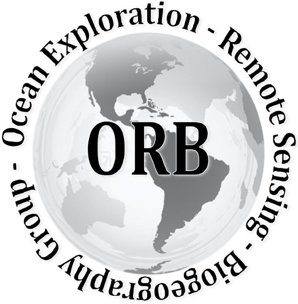 Ocean Exploration - Remote Sensing - Biogeography Group -
ORB